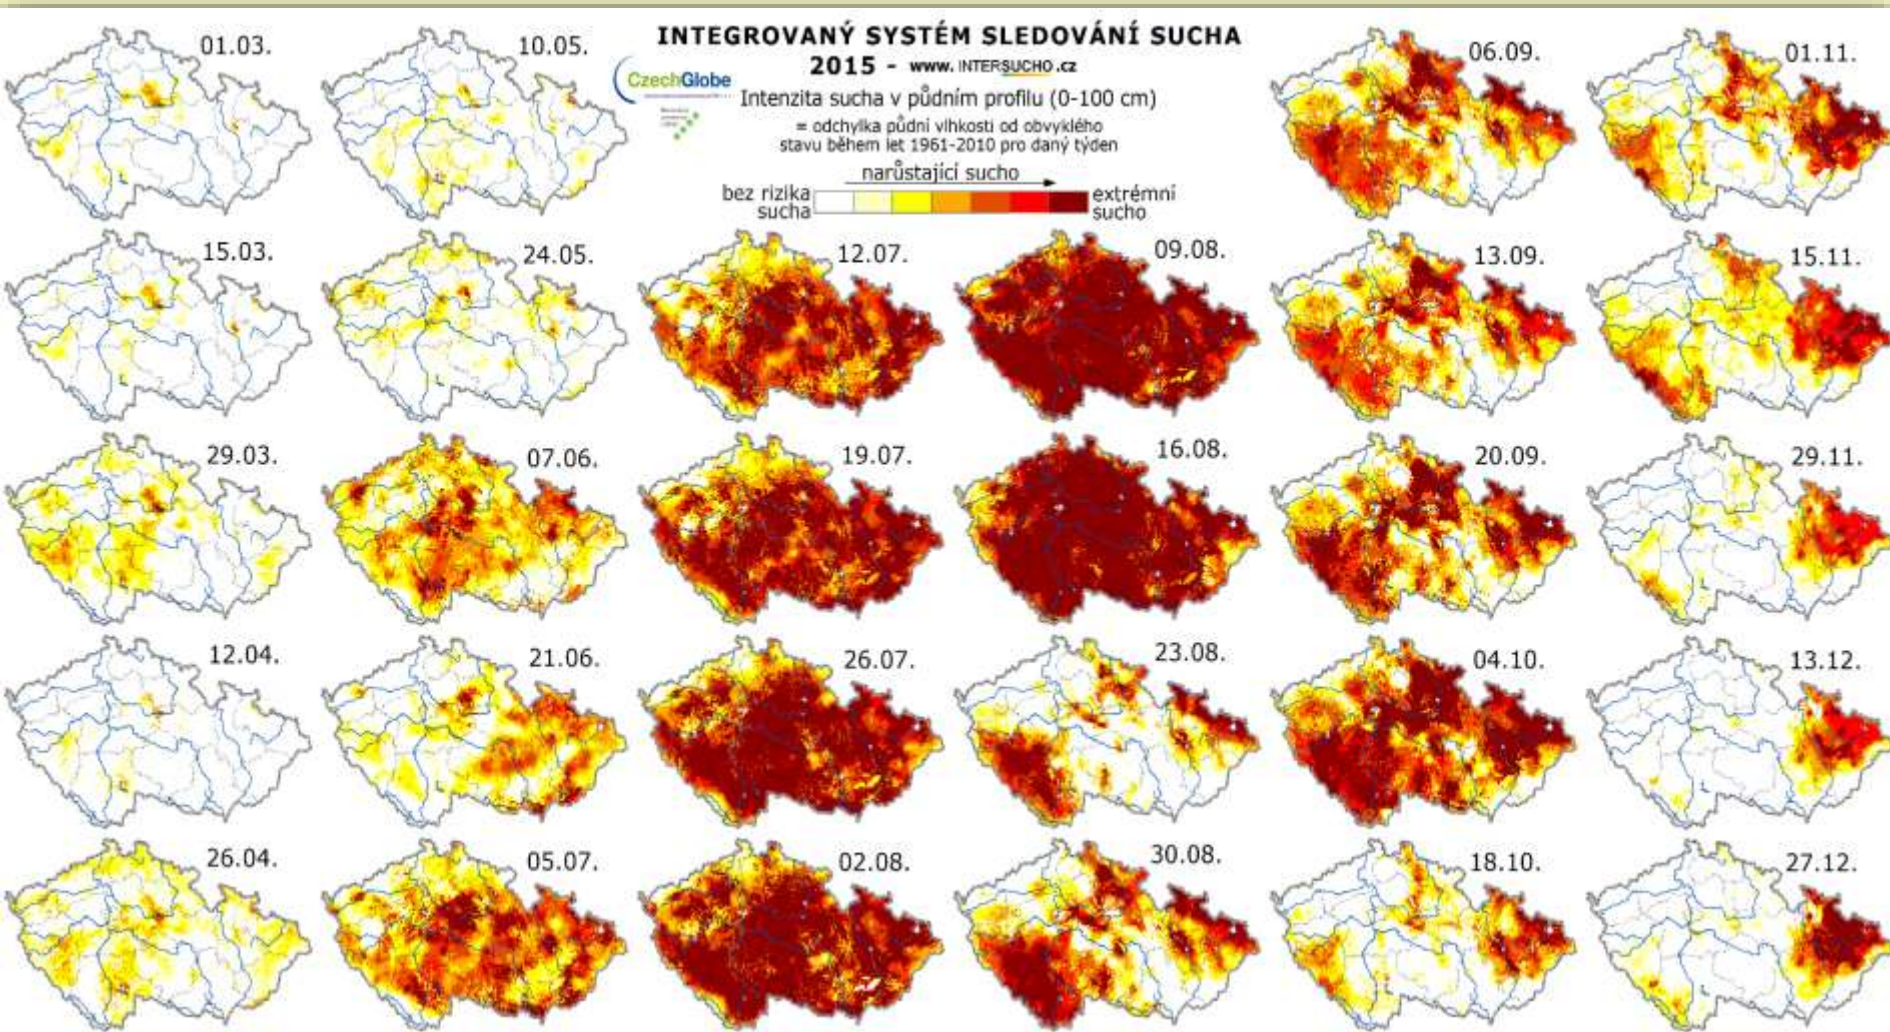 INTEGROVANÝ SYSTÉM SLEDOVÁNÍ SUCHA
2015 - www. INTERSUCHO.cz
CzechGlobe
Intenzita sucha v půdním profilu (0-100 cm)
= odchylka půdní vlhkosti od obvyklého
stavu během let 1961-2010 pro daný týden
narůstající sucho
bez rizika
sucha
extrémní
sucho
01.03.
15.03.
29.03.
12.04.
26.04.
10.05.
24.05.
07.06.
21.06.
05.07.
12.07.
19.07.
26.07.
02.08.
09.08.
16.08.
23.08.
30.08.
06.09.
13.09.
20.09.
04.10.
18.10.
01.11.
15.11.
29.11.
13.12.
27.12.